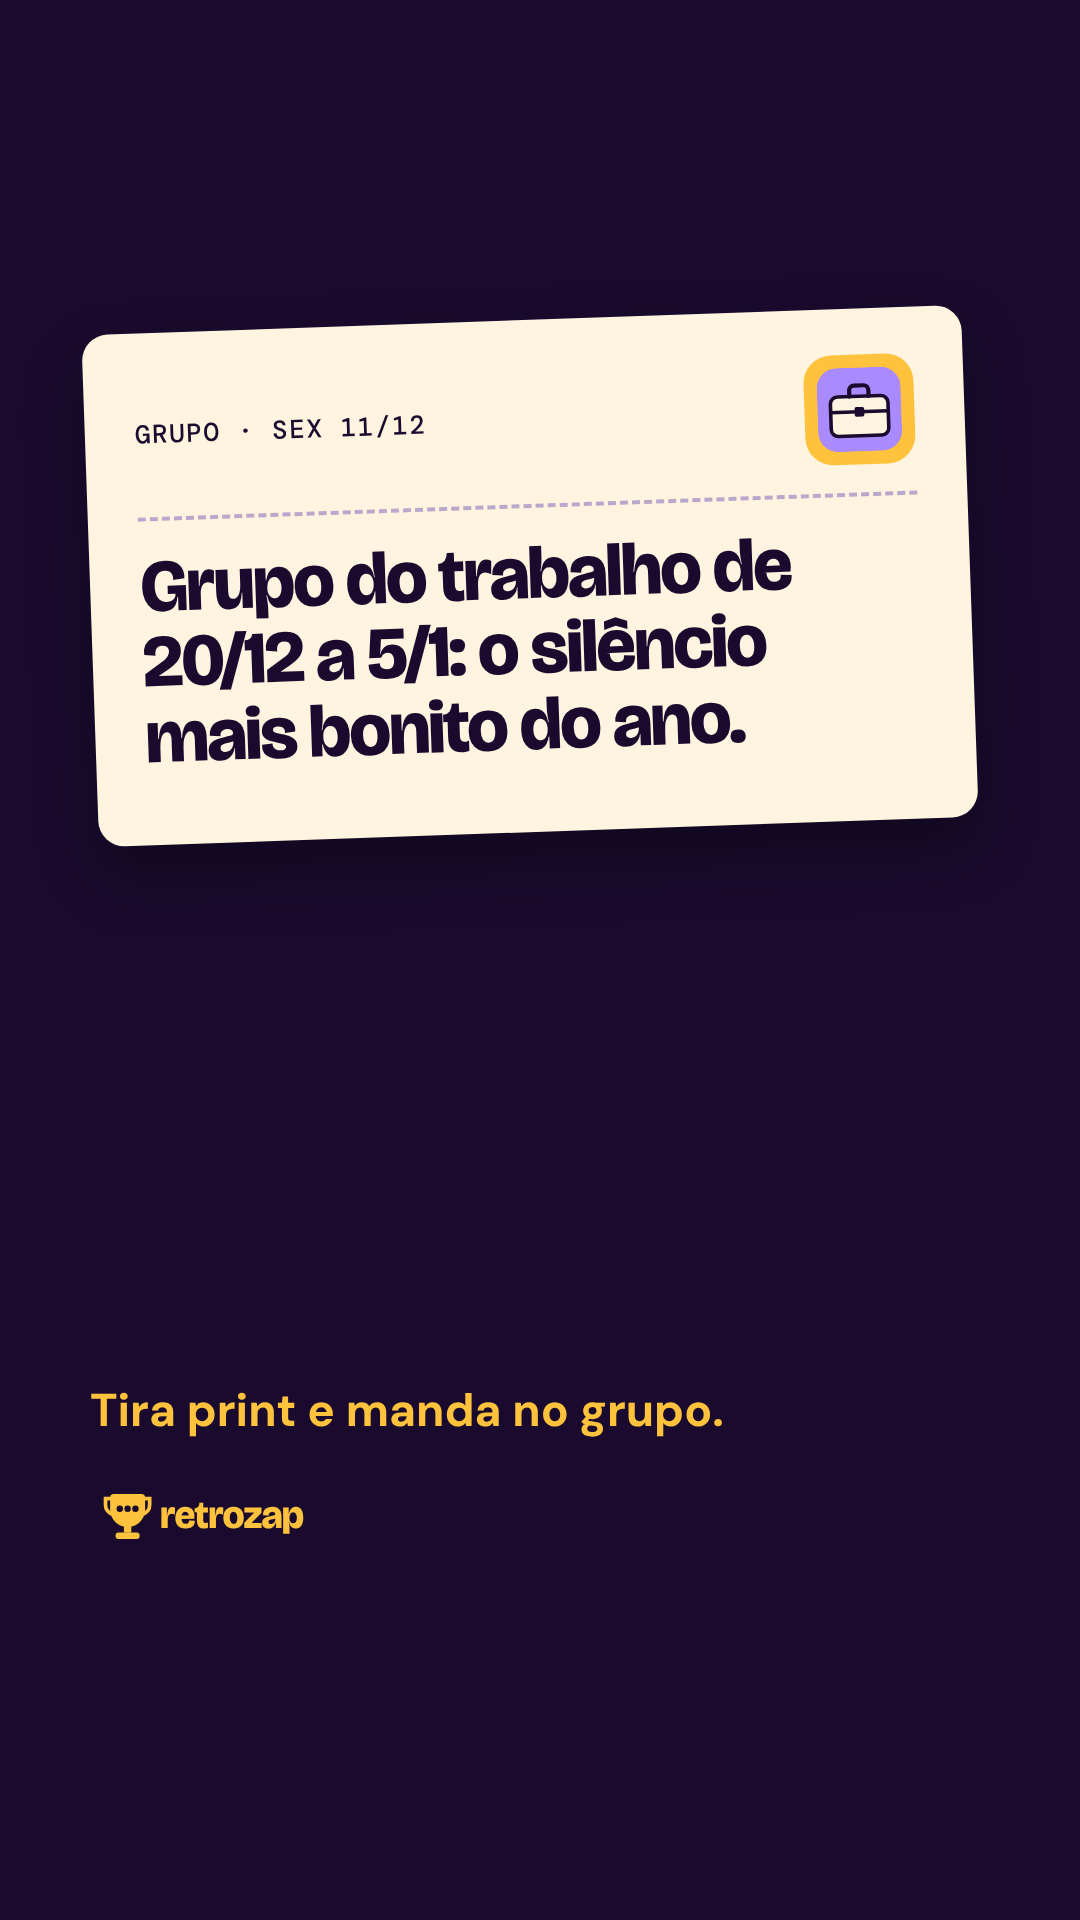 GRUPO · SEX 11/12
Grupo do trabalho de
20/12 a 5/1: o silêncio
mais bonito do ano.
Tira print e manda no grupo.
retrozap